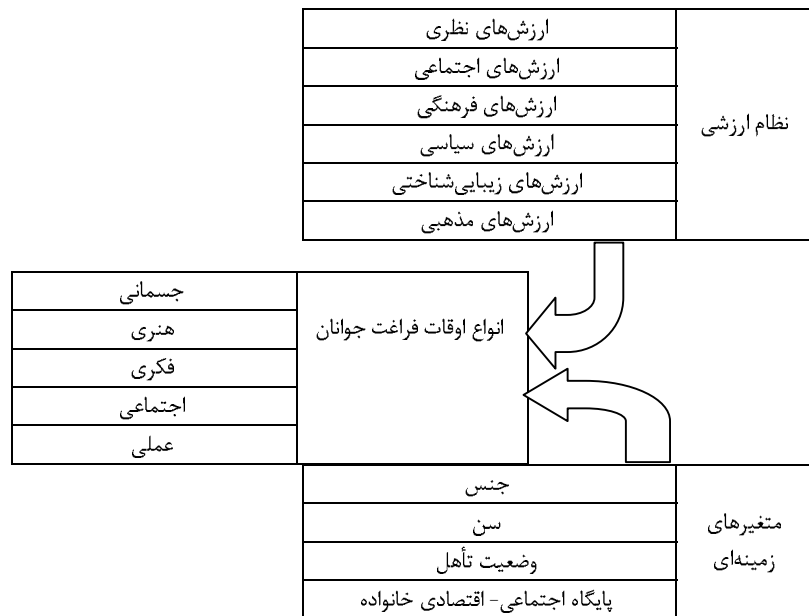 نظام ارزشی
ارزش‌های نظری
ارزش‌های اجتماعی
ارزش‌های فرهنگی
ارزش‌های سیاسی
ارزش‌های زیبایی‌شناختی
ارزش‌های مذهبی
انواع اوقات فراغت جوانان
جسمانی
هنری
فکری
اجتماعی
عملی
متغیرهای
زمینه‌ای
جنس
سن
وضعیت تأهل
پایگاه اجتماعی- اقتصادی خانواده